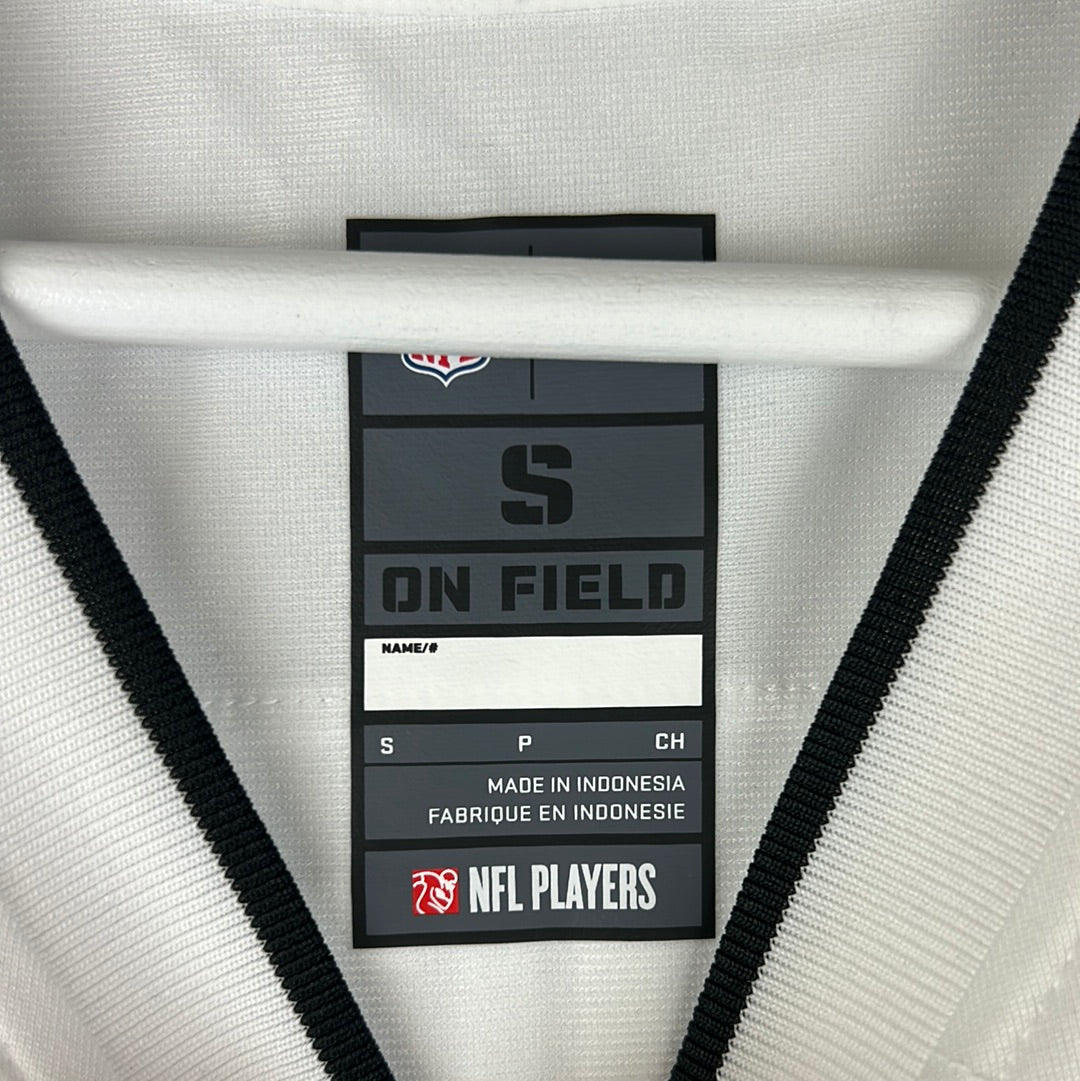 S
ON FIELD
NAME/#
S P CH
MADE IN INDONESIA
FABRIQUE EN INDONESIE
NFL PLAYERS